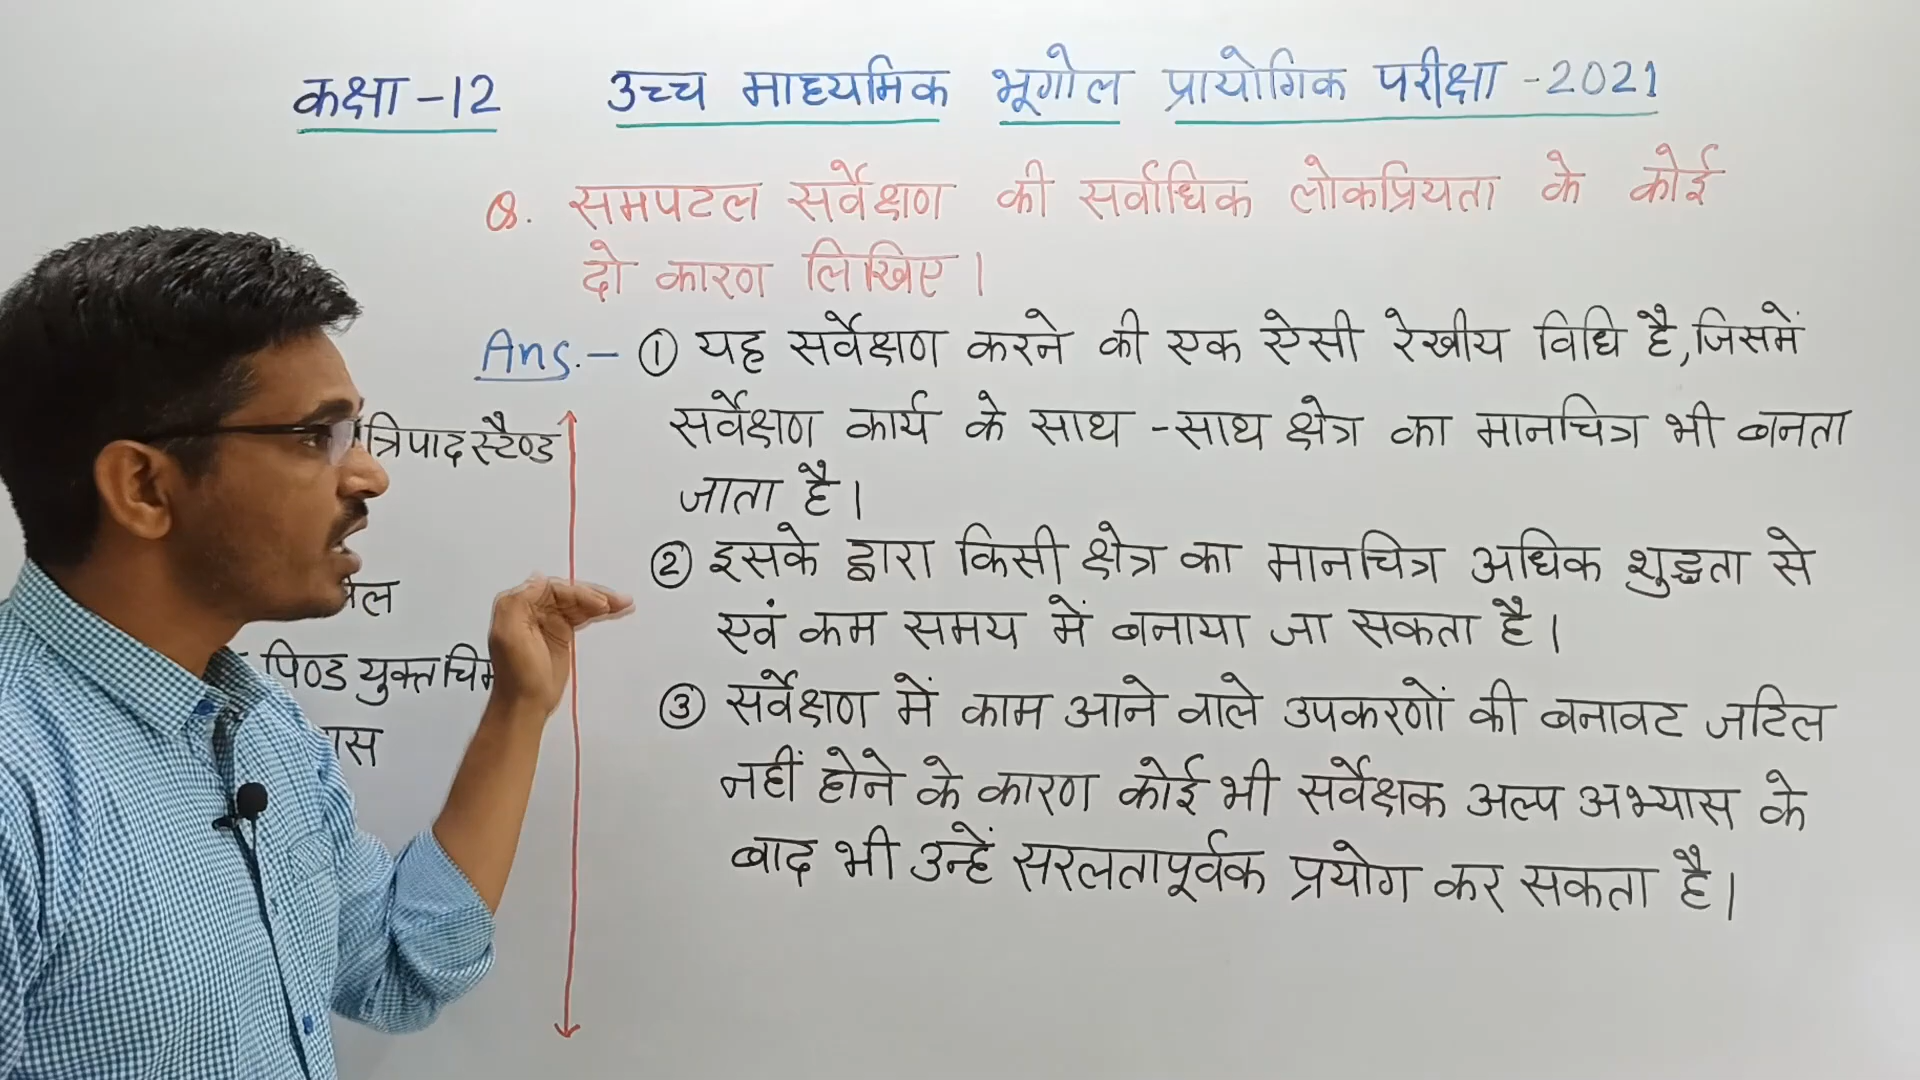 कक्षा - 12 उच्च माध्यमिक भूगोल प्रायोगिक परीक्षा - 2021
Q. समपटल सर्वेक्षण की सर्वाधिक लोकप्रियता के कोई
दो कारण लिखिए।
Ans. – ① यह सर्वेक्षण करने की एक ऐसी रेखीय विधि है, जिसमें
सर्वेक्षण कार्य के साथ - साथ क्षेत्र का मानचित्र भी बनता
जाता है।
② इसके द्वारा किसी क्षेत्र का मानचित्र अधिक शुद्धता से
एवं कम समय में बनाया जा सकता है।
③ सर्वेक्षण में काम आने वाले उपकरणों की बनावट जटिल
नहीं होने के कारण कोई भी सर्वेक्षक अल्प अभ्यास के
बाद भी उन्हें सरलतापूर्वक प्रयोग कर सकता है।
त्रिपाद स्टैण्ड
पिण्ड युक्त